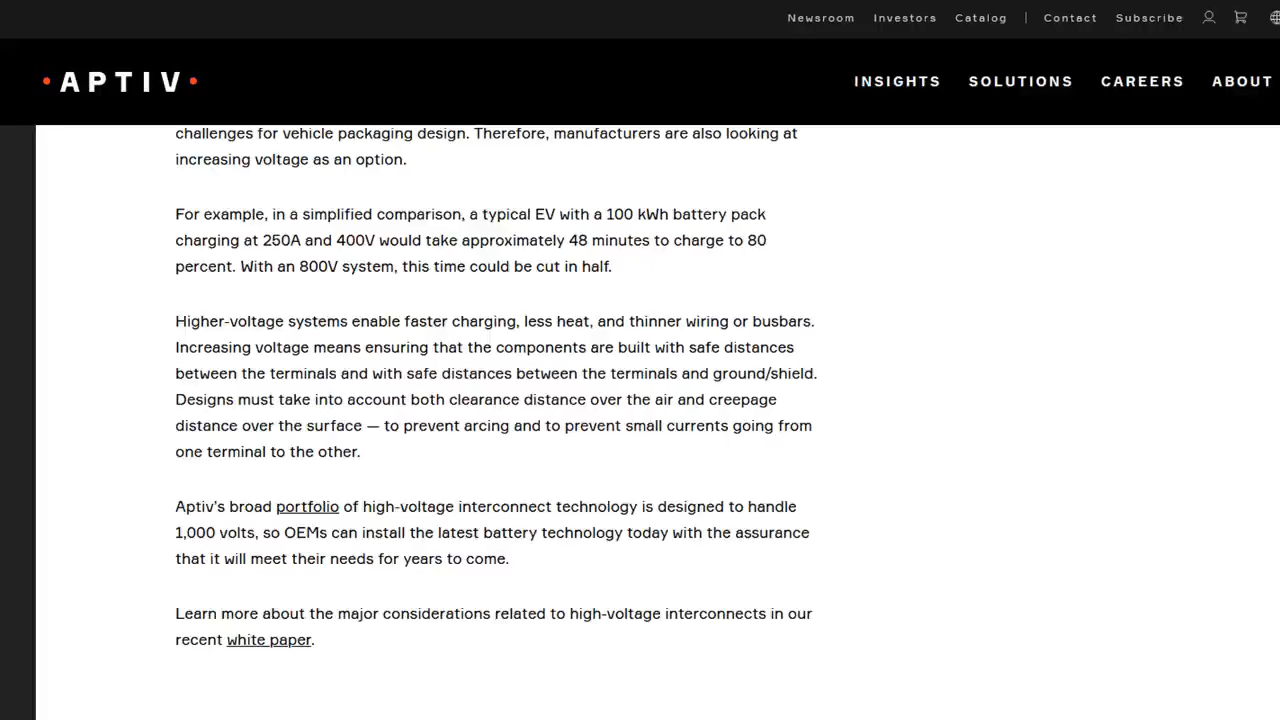 Newsroom Investors Catalog | Contact Subscribe
APTIV
INSIGHTS SOLUTIONS CAREERS ABOUT
challenges for vehicle packaging design. Therefore, manufacturers are also looking at
increasing voltage as an option.
For example, in a simplified comparison, a typical EV with a 100 kWh battery pack
charging at 250A and 400V would take approximately 48 minutes to charge to 80
percent. With an 800V system, this time could be cut in half.
Higher-voltage systems enable faster charging, less heat, and thinner wiring or busbars.
Increasing voltage means ensuring that the components are built with safe distances
between the terminals and with safe distances between the terminals and ground/shield.
Designs must take into account both clearance distance over the air and creepage
distance over the surface — to prevent arcing and to prevent small currents going from
one terminal to the other.
Aptiv's broad portfolio of high-voltage interconnect technology is designed to handle
1,000 volts, so OEMs can install the latest battery technology today with the assurance
that it will meet their needs for years to come.
Learn more about the major considerations related to high-voltage interconnects in our
recent white paper.